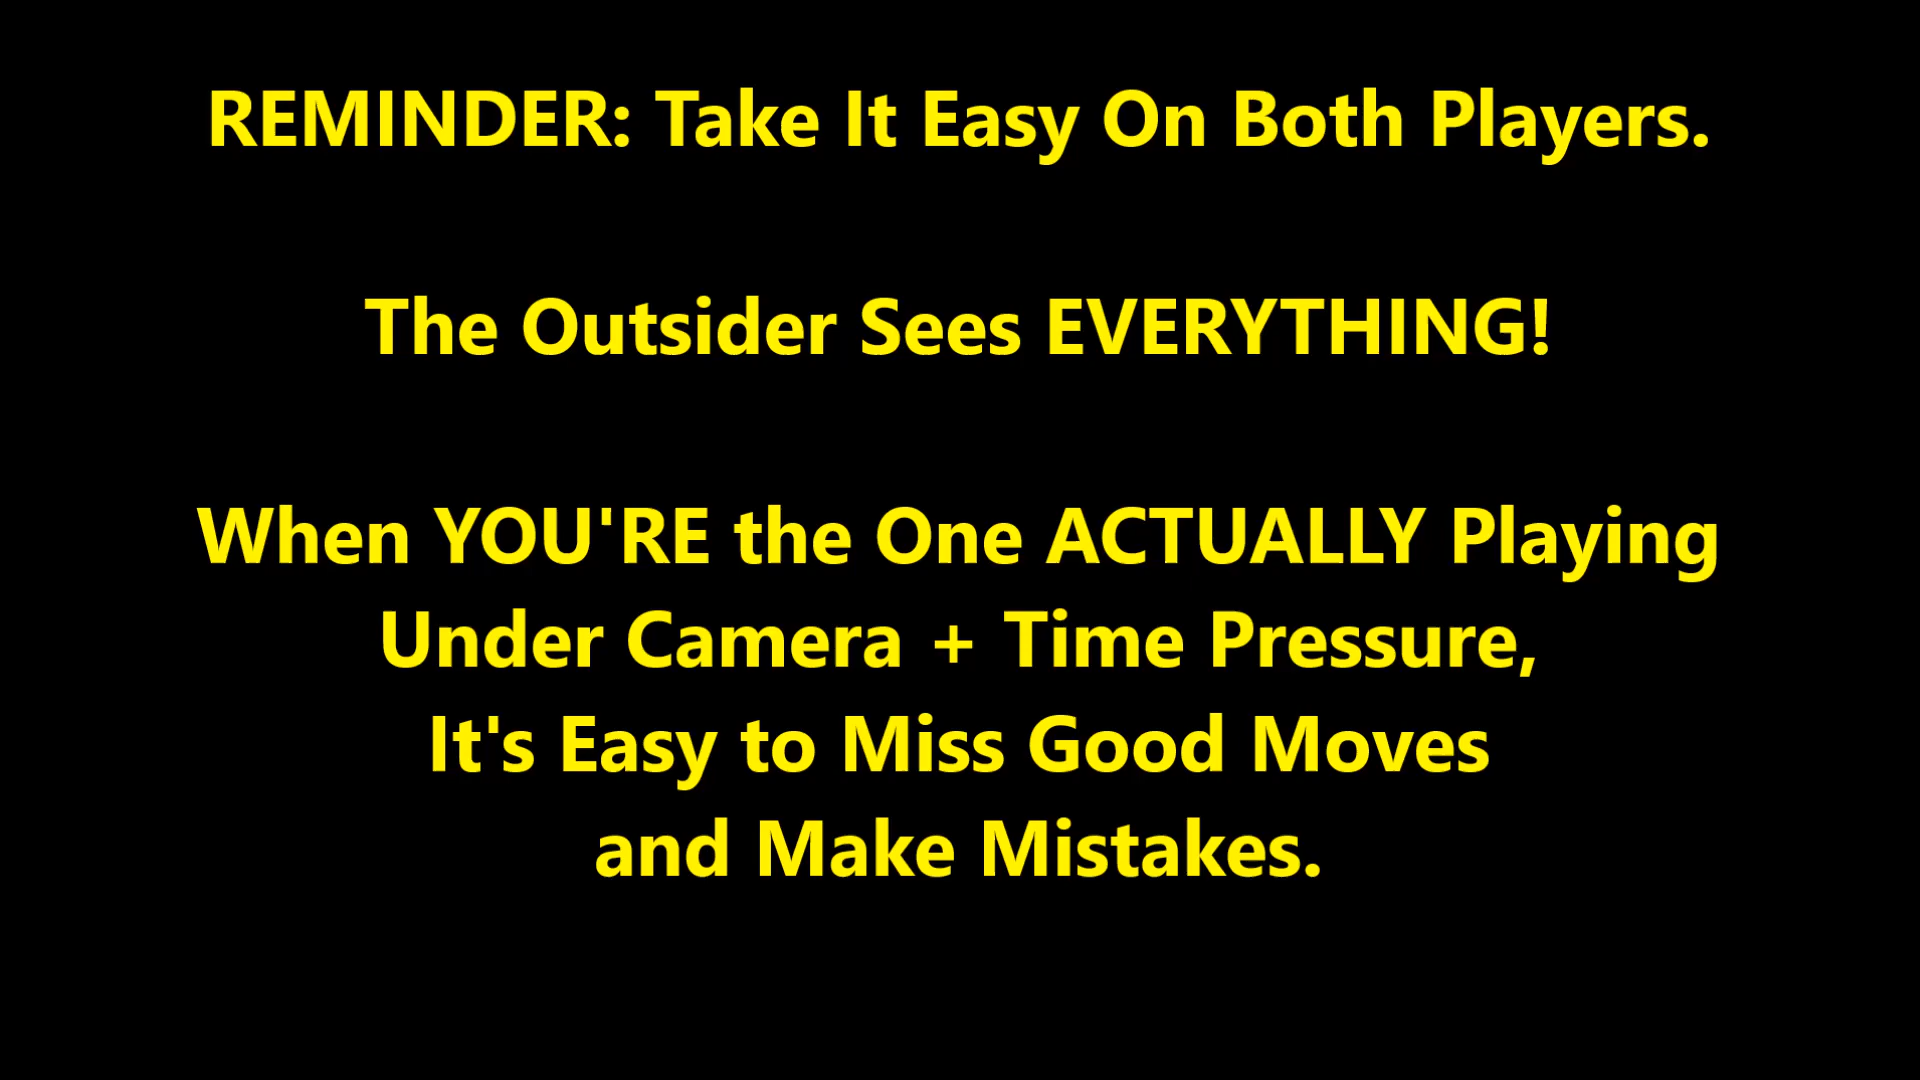 REMINDER: Take It Easy On Both Players.
The Outsider Sees EVERYTHING!
When YOU'RE the One ACTUALLY Playing
Under Camera + Time Pressure,
It's Easy to Miss Good Moves
and Make Mistakes.